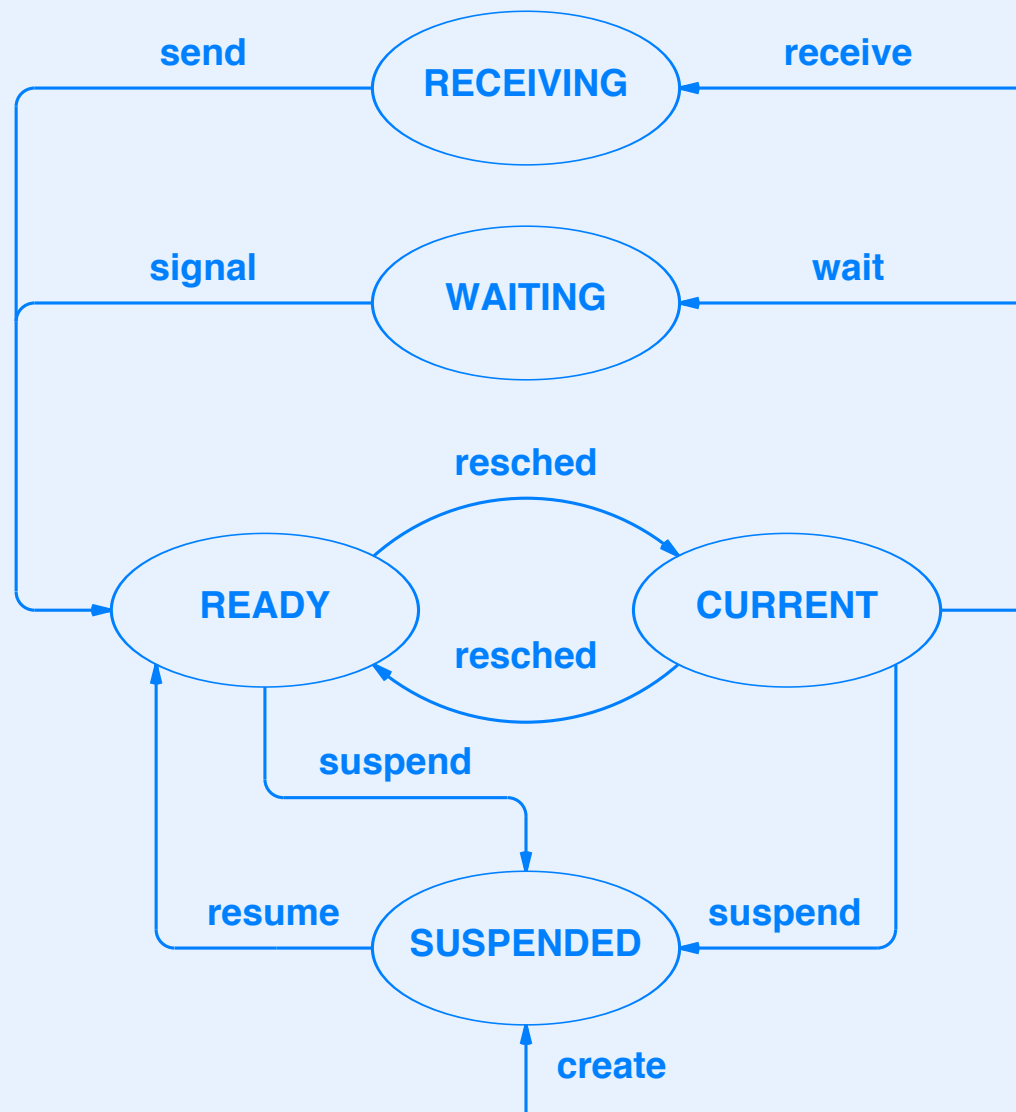 send
receive
RECEIVING
signal
wait
WAITING
resched
READY
CURRENT
resched
suspend
resume
suspend
SUSPENDED
create